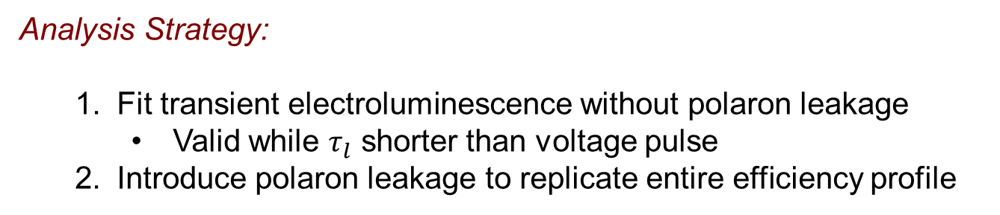 Analysis Strategy:
1. Fit transient electroluminescence without polaron leakage
• Valid while τₗ shorter than voltage pulse
2. Introduce polaron leakage to replicate entire efficiency profile